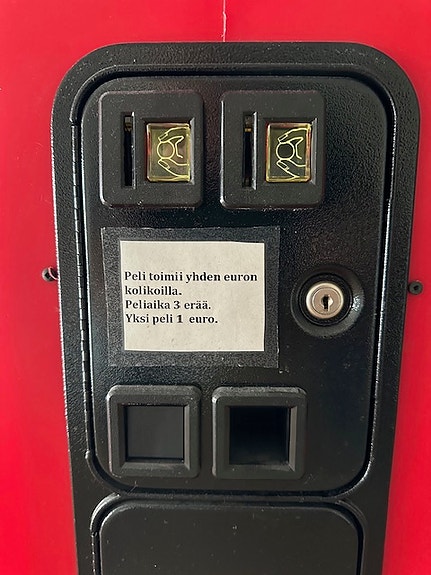 Peli toimii yhden euron
kolikoilla.
Peliaika 3 erää.
Yksi peli 1 euro.